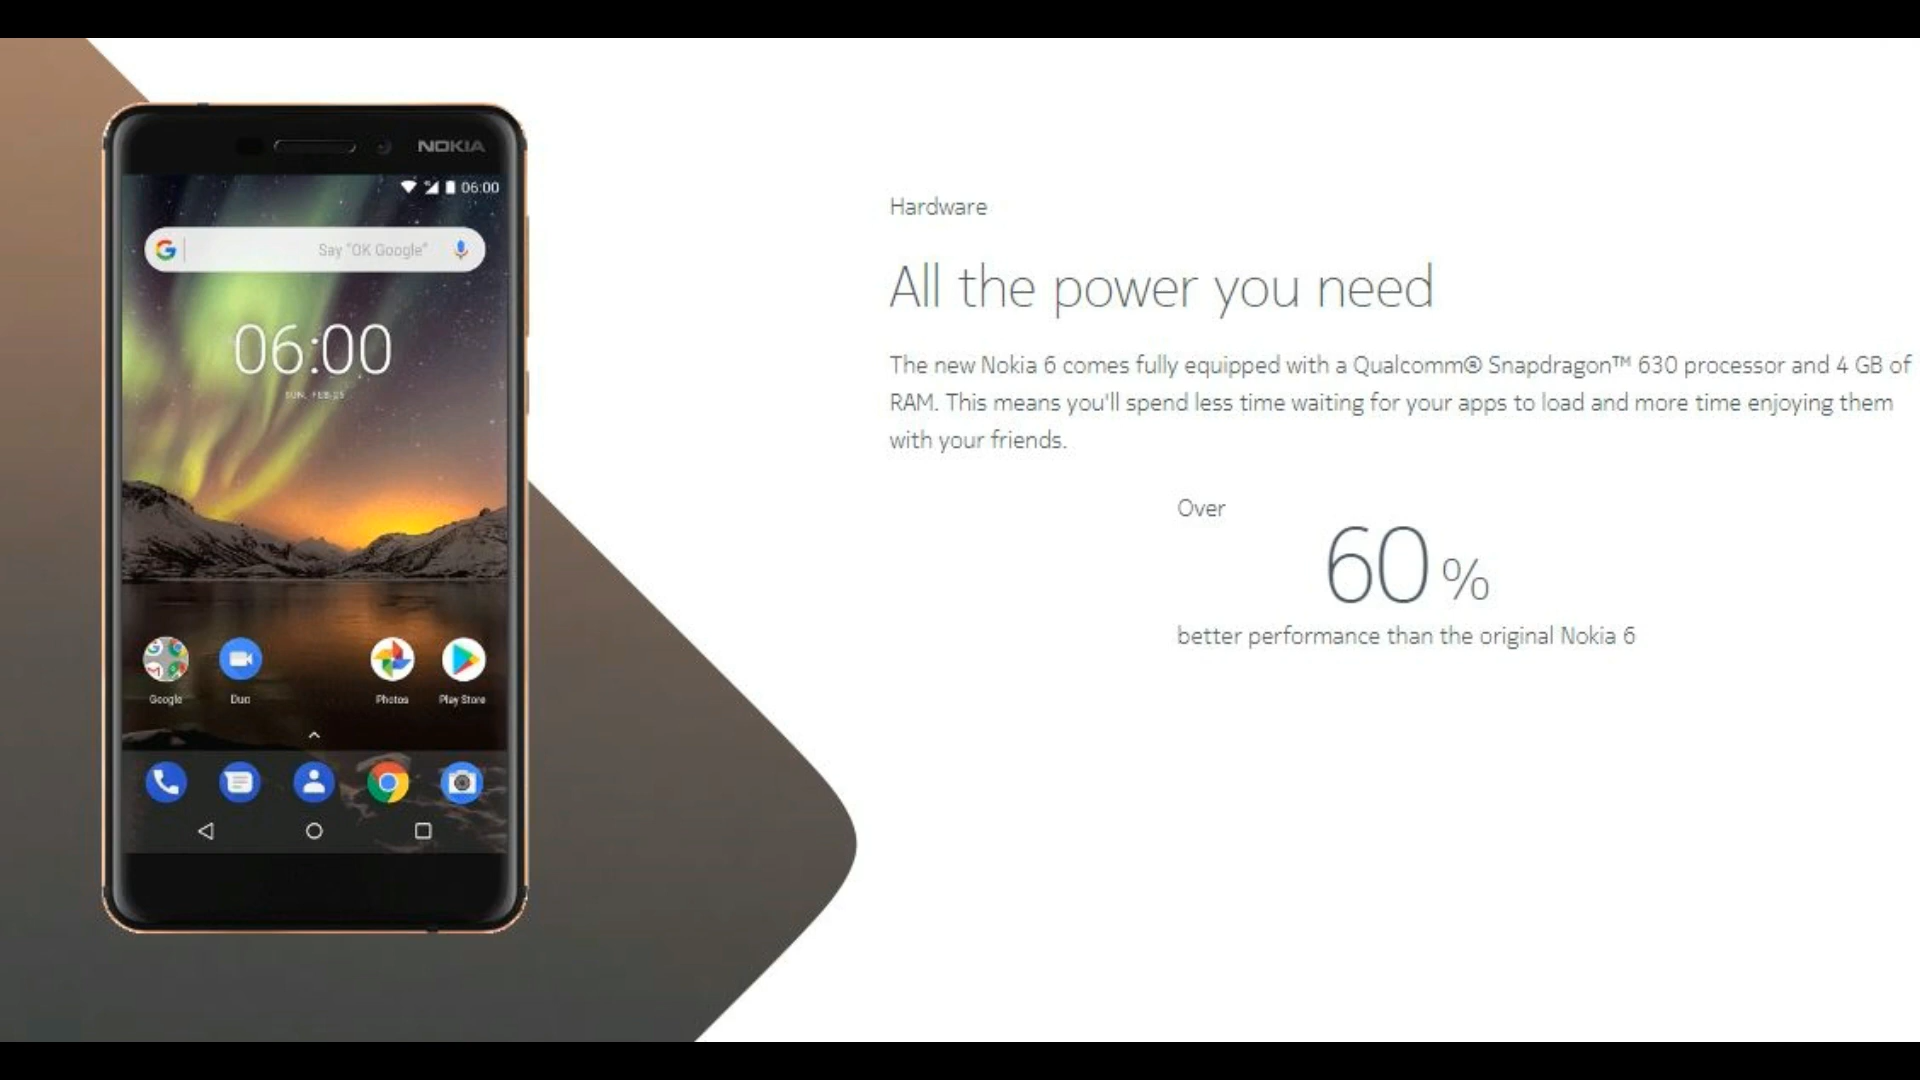 NOKIA
06:00
Say "OK Google"
06:00
SUN, FEB 25
Google
Duo
Photos
Play Store
Hardware
All the power you need
The new Nokia 6 comes fully equipped with a Qualcomm® Snapdragon™ 630 processor and 4 GB of
RAM. This means you'll spend less time waiting for your apps to load and more time enjoying them
with your friends.
Over
60 %
better performance than the original Nokia 6